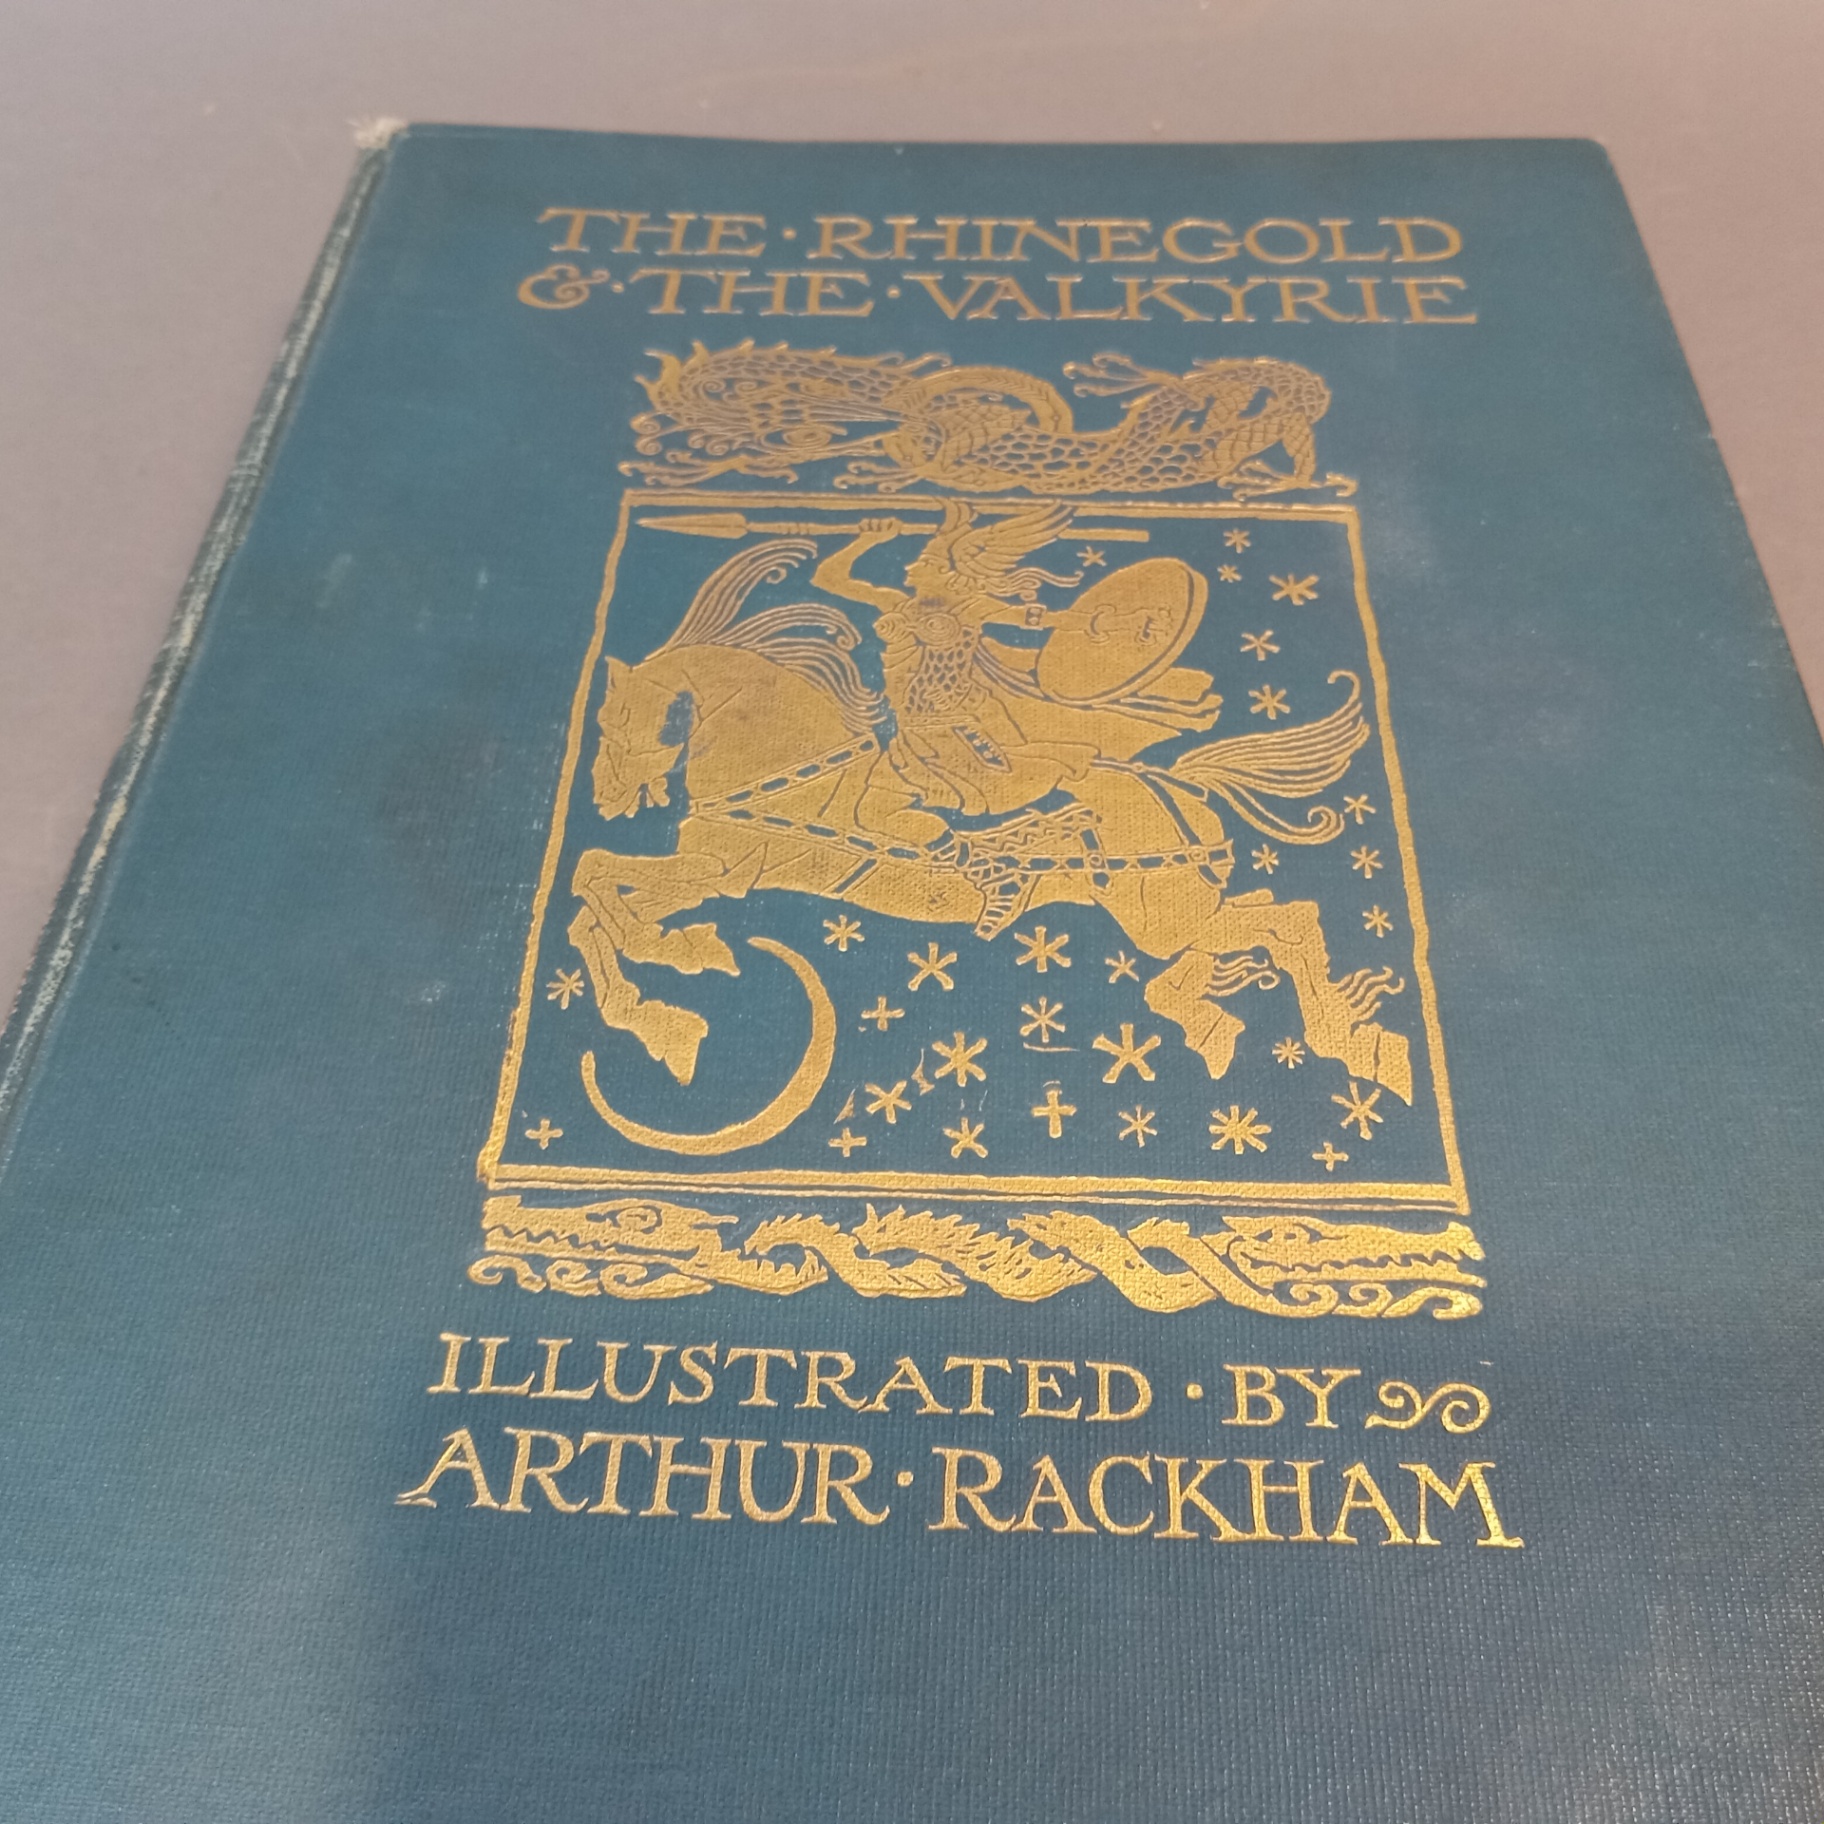 THE · RHINEGOLD
& · THE · VALKYRIE
ILLUSTRATED · BY
ARTHUR · RACKHAM